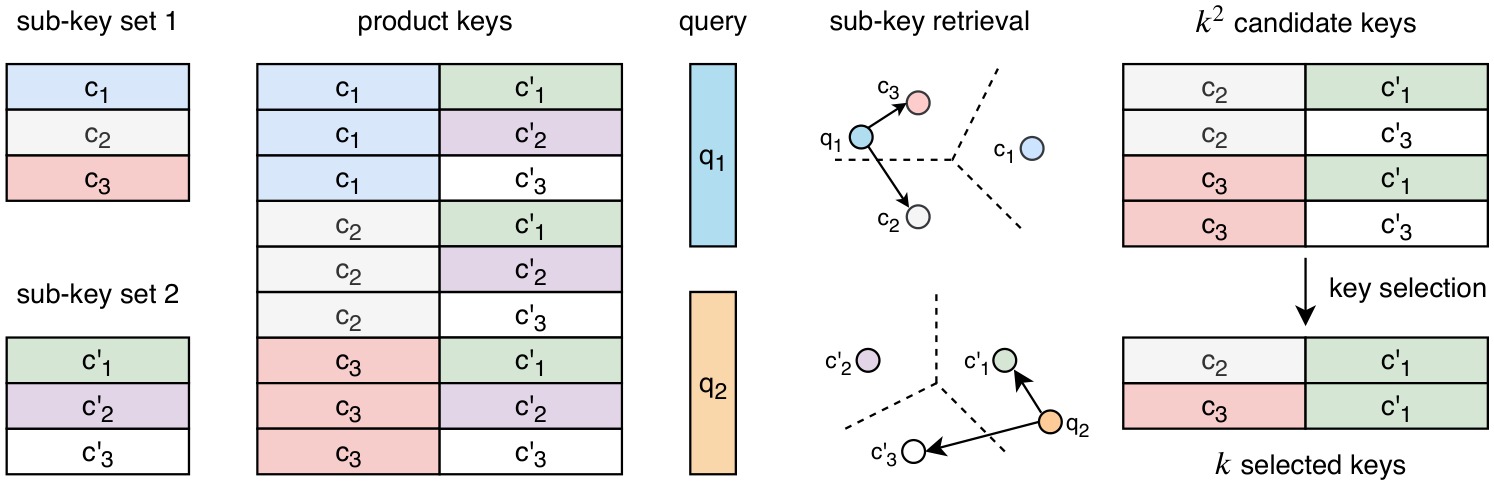 sub-key set 1
c1
c2
c3
sub-key set 2
c'1
c'2
c'3
product keys
c1 c'1
c1 c'2
c1 c'3
c2 c'1
c2 c'2
c2 c'3
c3 c'1
c3 c'2
c3 c'3
query
q1
q2
sub-key retrieval
c3
q1
c1
c2
c'2
c'1
q2
c'3
k² candidate keys
c2 c'1
c2 c'3
c3 c'1
c3 c'3
key selection
c2 c'1
c3 c'1
k selected keys